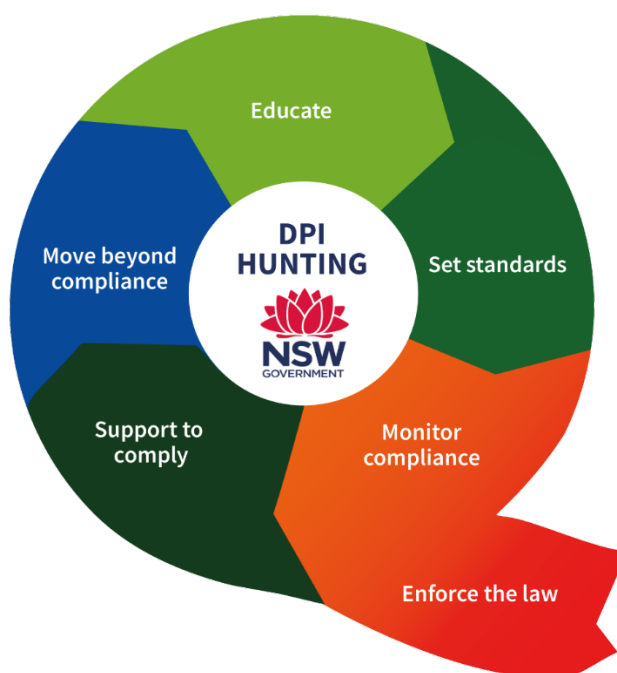 Educate
Set standards
Monitor
compliance
Enforce the law
Support to
comply
Move beyond
compliance
DPI
HUNTING
NSW
GOVERNMENT